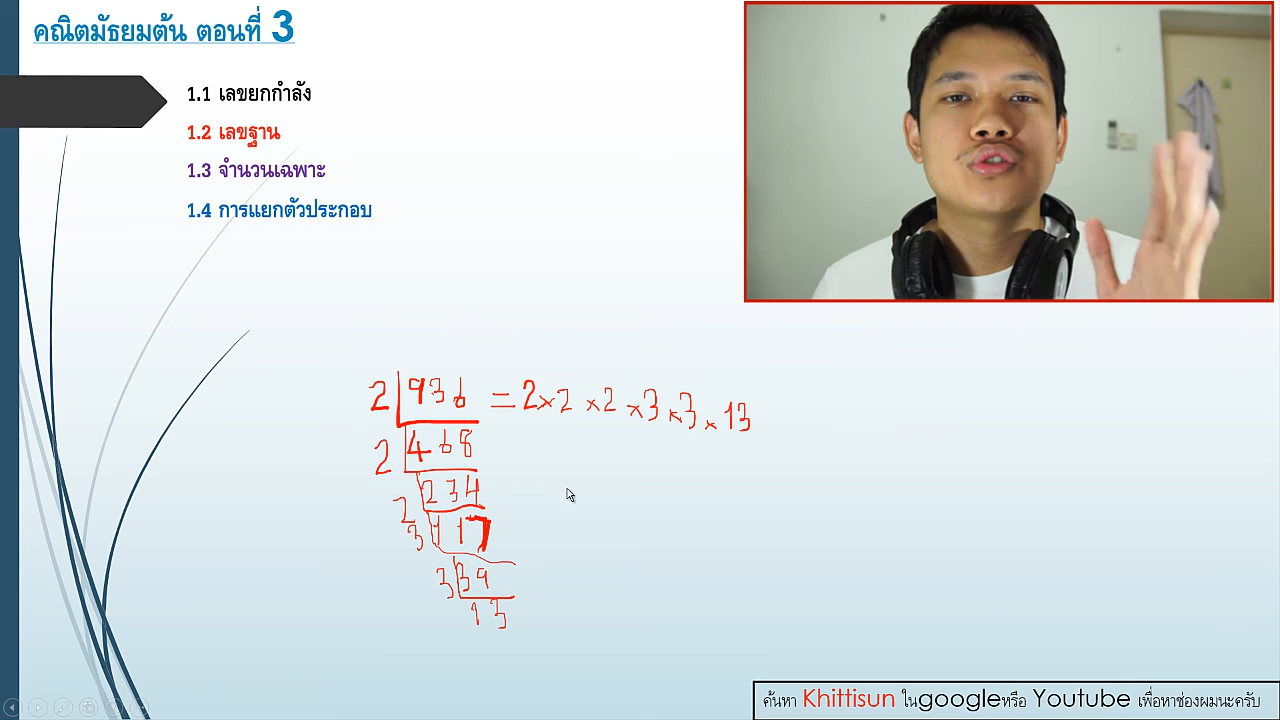 คณิตมัธยมต้น ตอนที่ 3
1.1 เลขยกกำลัง
1.2 เลขฐาน
1.3 จำนวนเฉพาะ
1.4 การแยกตัวประกอบ
2 936 = 2 × 2 × 2 × 3 × 3 × 13
2 468
2 234
3 117
3 39
13
ค้นหา Khittisun ในgoogleหรือ Youtube เพื่อหาช่องผมนะครับ